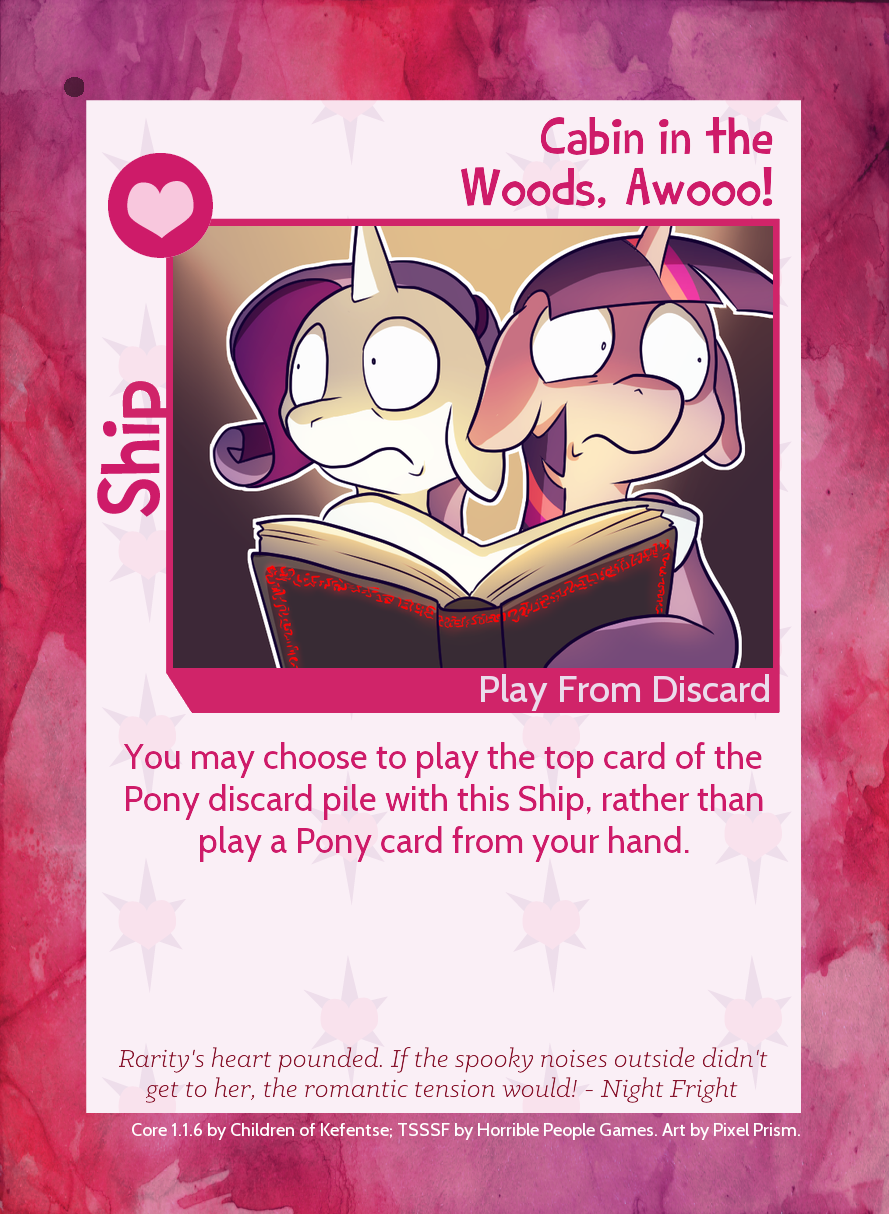 Cabin in the
Woods, Awooo!
Ship
Play From Discard
You may choose to play the top card of the
Pony discard pile with this Ship, rather than
play a Pony card from your hand.
Rarity's heart pounded. If the spooky noises outside didn't
get to her, the romantic tension would! - Night Fright
Core 1.1.6 by Children of Kefentse; TSSSF by Horrible People Games. Art by Pixel Prism.